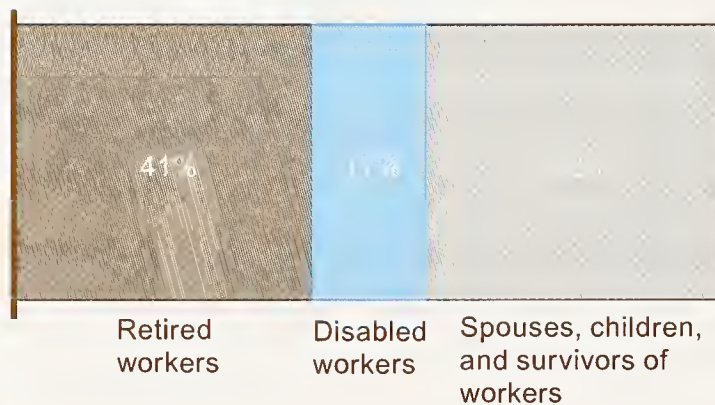 41%
Retired
workers
Disabled
workers
Spouses, children,
and survivors of
workers